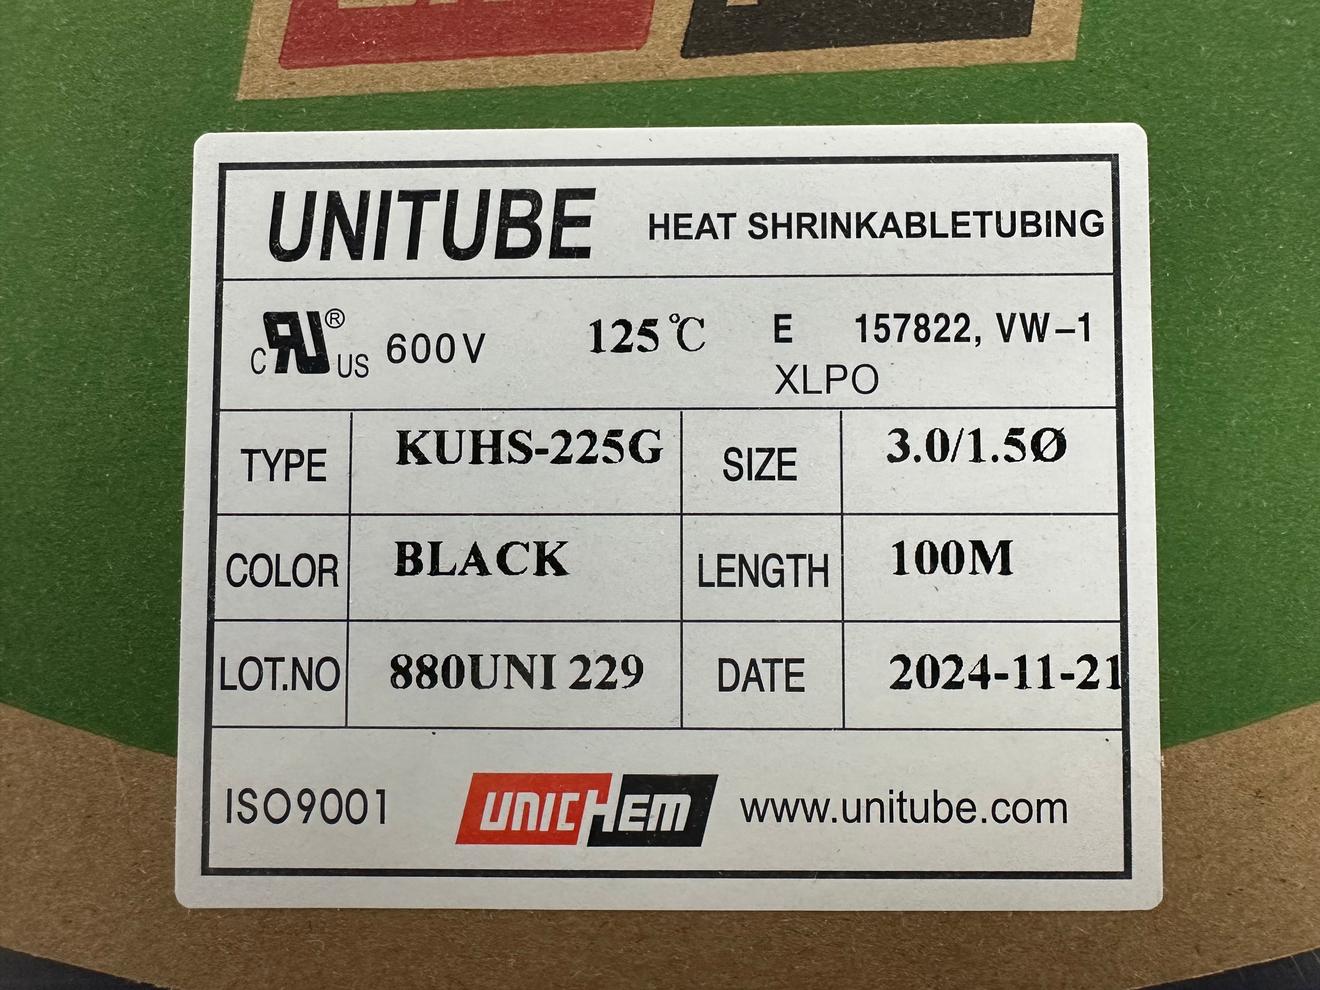 UNITUBE HEAT SHRINKABLETUBING
cRU®US 600V 125℃ E 157822, VW-1
XLPO
TYPE KUHS-225G SIZE 3.0/1.5Ø
COLOR BLACK LENGTH 100M
LOT.NO 880UNI 229 DATE 2024-11-21
ISO9001 UNICHEM www.unitube.com